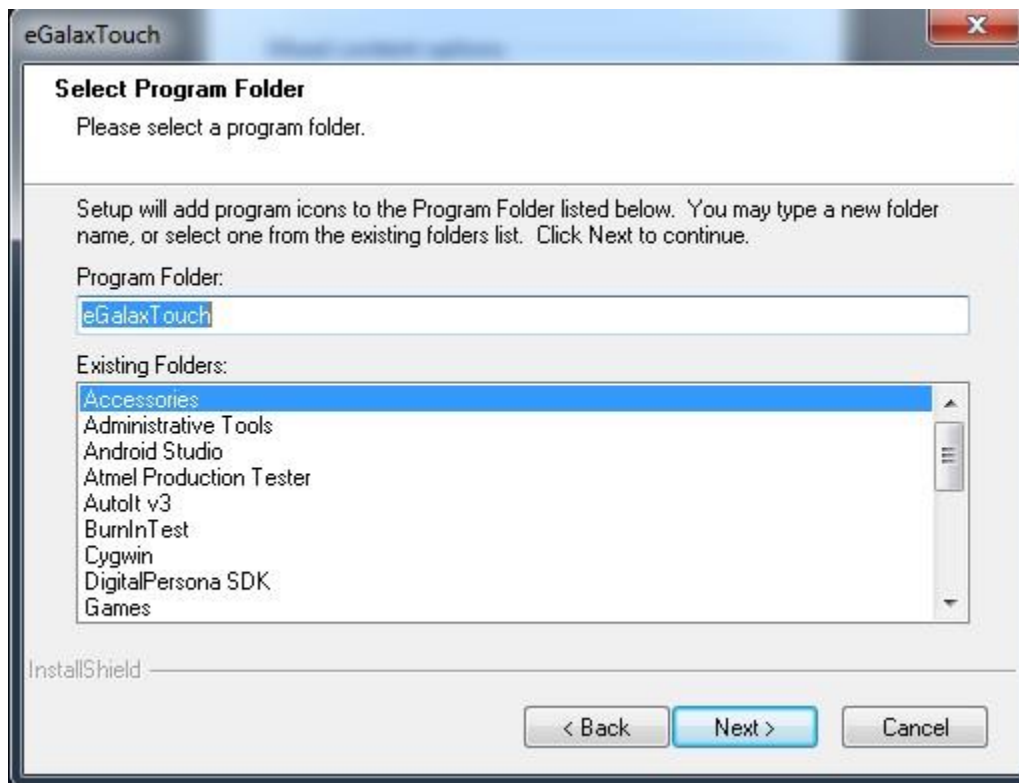 eGalaxTouch
Select Program Folder
Please select a program folder.
Setup will add program icons to the Program Folder listed below. You may type a new folder
name, or select one from the existing folders list. Click Next to continue.
Program Folder:
eGalaxTouch
Existing Folders:
Accessories
Administrative Tools
Android Studio
Atmel Production Tester
AutoIt v3
BurnInTest
Cygwin
DigitalPersona SDK
Games
InstallShield
< Back Next > Cancel